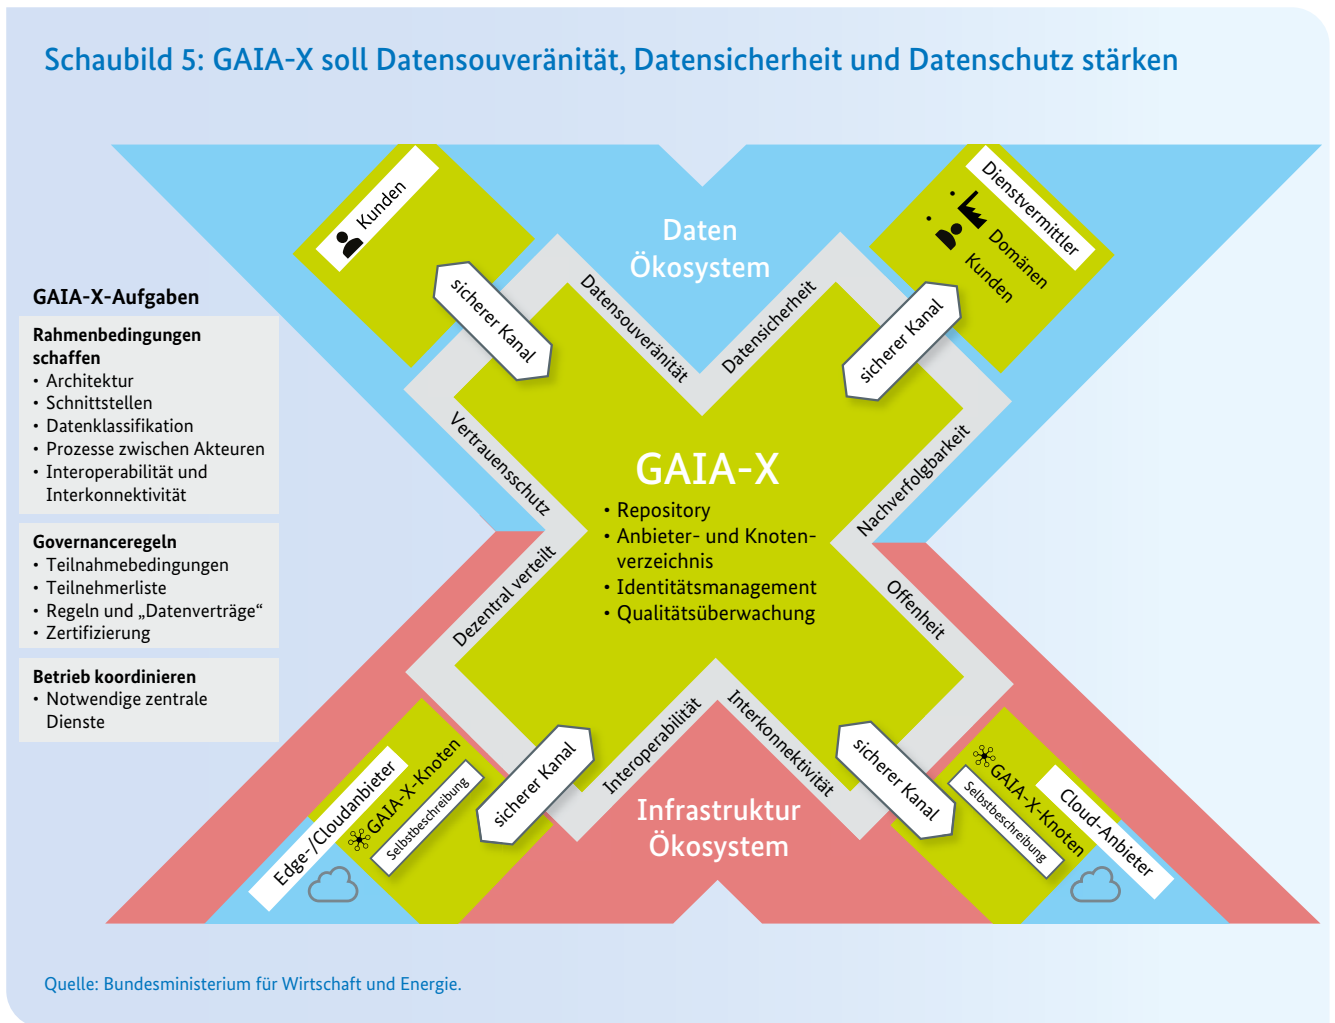 Schaubild 5: GAIA-X soll Datensouveränität, Datensicherheit und Datenschutz stärken
GAIA-X-Aufgaben
Rahmenbedingungen
schaffen
• Architektur
• Schnittstellen
• Datenklassifikation
• Prozesse zwischen Akteuren
• Interoperabilität und
Interkonnektivität
Governanceregeln
• Teilnahmebedingungen
• Teilnehmerliste
• Regeln und „Datenverträge“
• Zertifizierung
Betrieb koordinieren
• Notwendige zentrale
Dienste
Kunden
sicherer Kanal
Daten
Ökosystem
Dienstvermittler
Domänen
Kunden
sicherer Kanal
Datensouveränität
Datensicherheit
Vertrauensschutz
Nachverfolgbarkeit
GAIA-X
• Repository
• Anbieter- und Knoten-
verzeichnis
• Identitätsmanagement
• Qualitätsüberwachung
Dezentral verteilt
Offenheit
Interoperabilität
Interkonnektivität
Edge-/Cloudanbieter
GAIA-X-Knoten
Selbstbeschreibung
sicherer Kanal
Infrastruktur
Ökosystem
sicherer Kanal
GAIA-X-Knoten
Selbstbeschreibung
Cloud-Anbieter
Quelle: Bundesministerium für Wirtschaft und Energie.